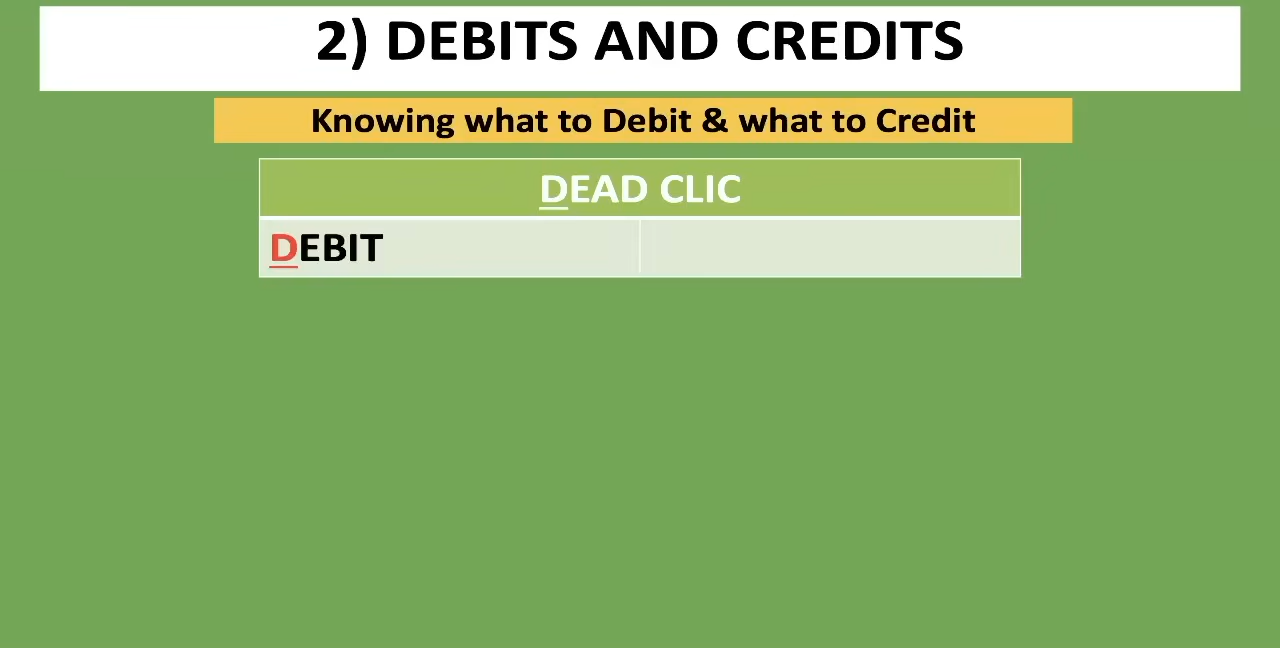 2) DEBITS AND CREDITS
Knowing what to Debit & what to Credit
DEAD CLIC
DEBIT